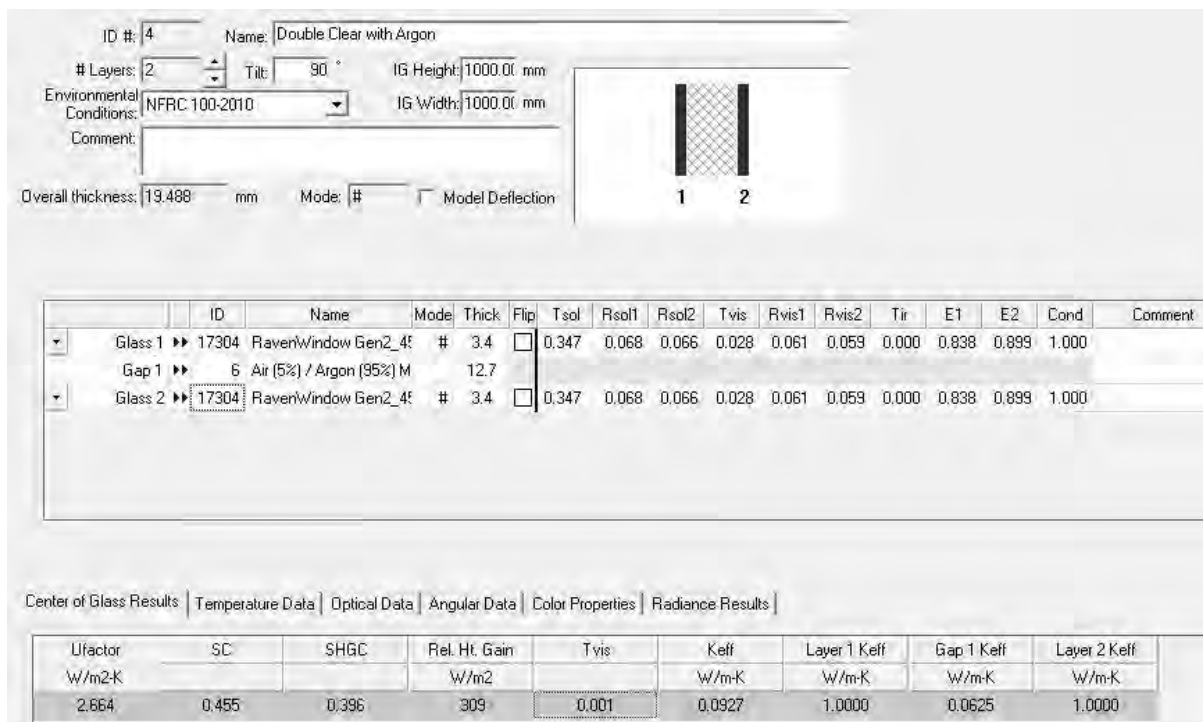 ID #: 4 Name: Double Clear with Argon
# Layers: 2 Tilt: 90 ° IG Height: 1000.0( mm
Environmental Conditions: NFRC 100-2010 IG Width: 1000.0( mm
Comment:
Overall thickness: 19.488 mm Mode: # Model Deflection
1 2
ID Name Mode Thick Flip Tsol Rsol1 Rsol2 Tvis Rvis1 Rvis2 Tir E1 E2 Cond Comment
Glass 1 17304 RavenWindow Gen2_45 # 3.4 0.347 0.068 0.066 0.028 0.061 0.059 0.000 0.838 0.899 1.000
Gap 1 6 Air (5%) / Argon (95%) M 12.7
Glass 2 17304 RavenWindow Gen2_45 # 3.4 0.347 0.068 0.066 0.028 0.061 0.059 0.000 0.838 0.899 1.000
Center of Glass Results | Temperature Data | Optical Data | Angular Data | Color Properties | Radiance Results |
Ufactor SC SHGC Rel. Ht. Gain Tvis Keff Layer 1 Keff Gap 1 Keff Layer 2 Keff
W/m2-K W/m2 W/m-K W/m-K W/m-K W/m-K
2.664 0.455 0.396 309 0.001 0.0927 1.0000 0.0625 1.0000